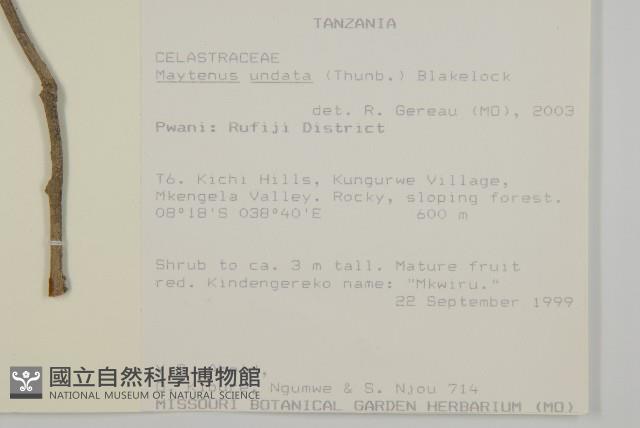 TANZANIA
CELASTRACEAE
Maytenus undata (Thunb.) Blakelock
det. R. Gereau (MO), 2003
Pwani: Rufiji District
T6. Kichi Hills, Kungurwe Village,
Mkengela Valley. Rocky, sloping forest.
08°18'S 038°40'E 600 m
Shrub to ca. 3 m tall. Mature fruit
red. Kindengereko name: "Mkwiru."
22 September 1999
Ngumwe & S. Njou 714
MISSOURI BOTANICAL GARDEN HERBARIUM (MO)
國立自然科學博物館
NATIONAL MUSEUM OF NATURAL SCIENCE